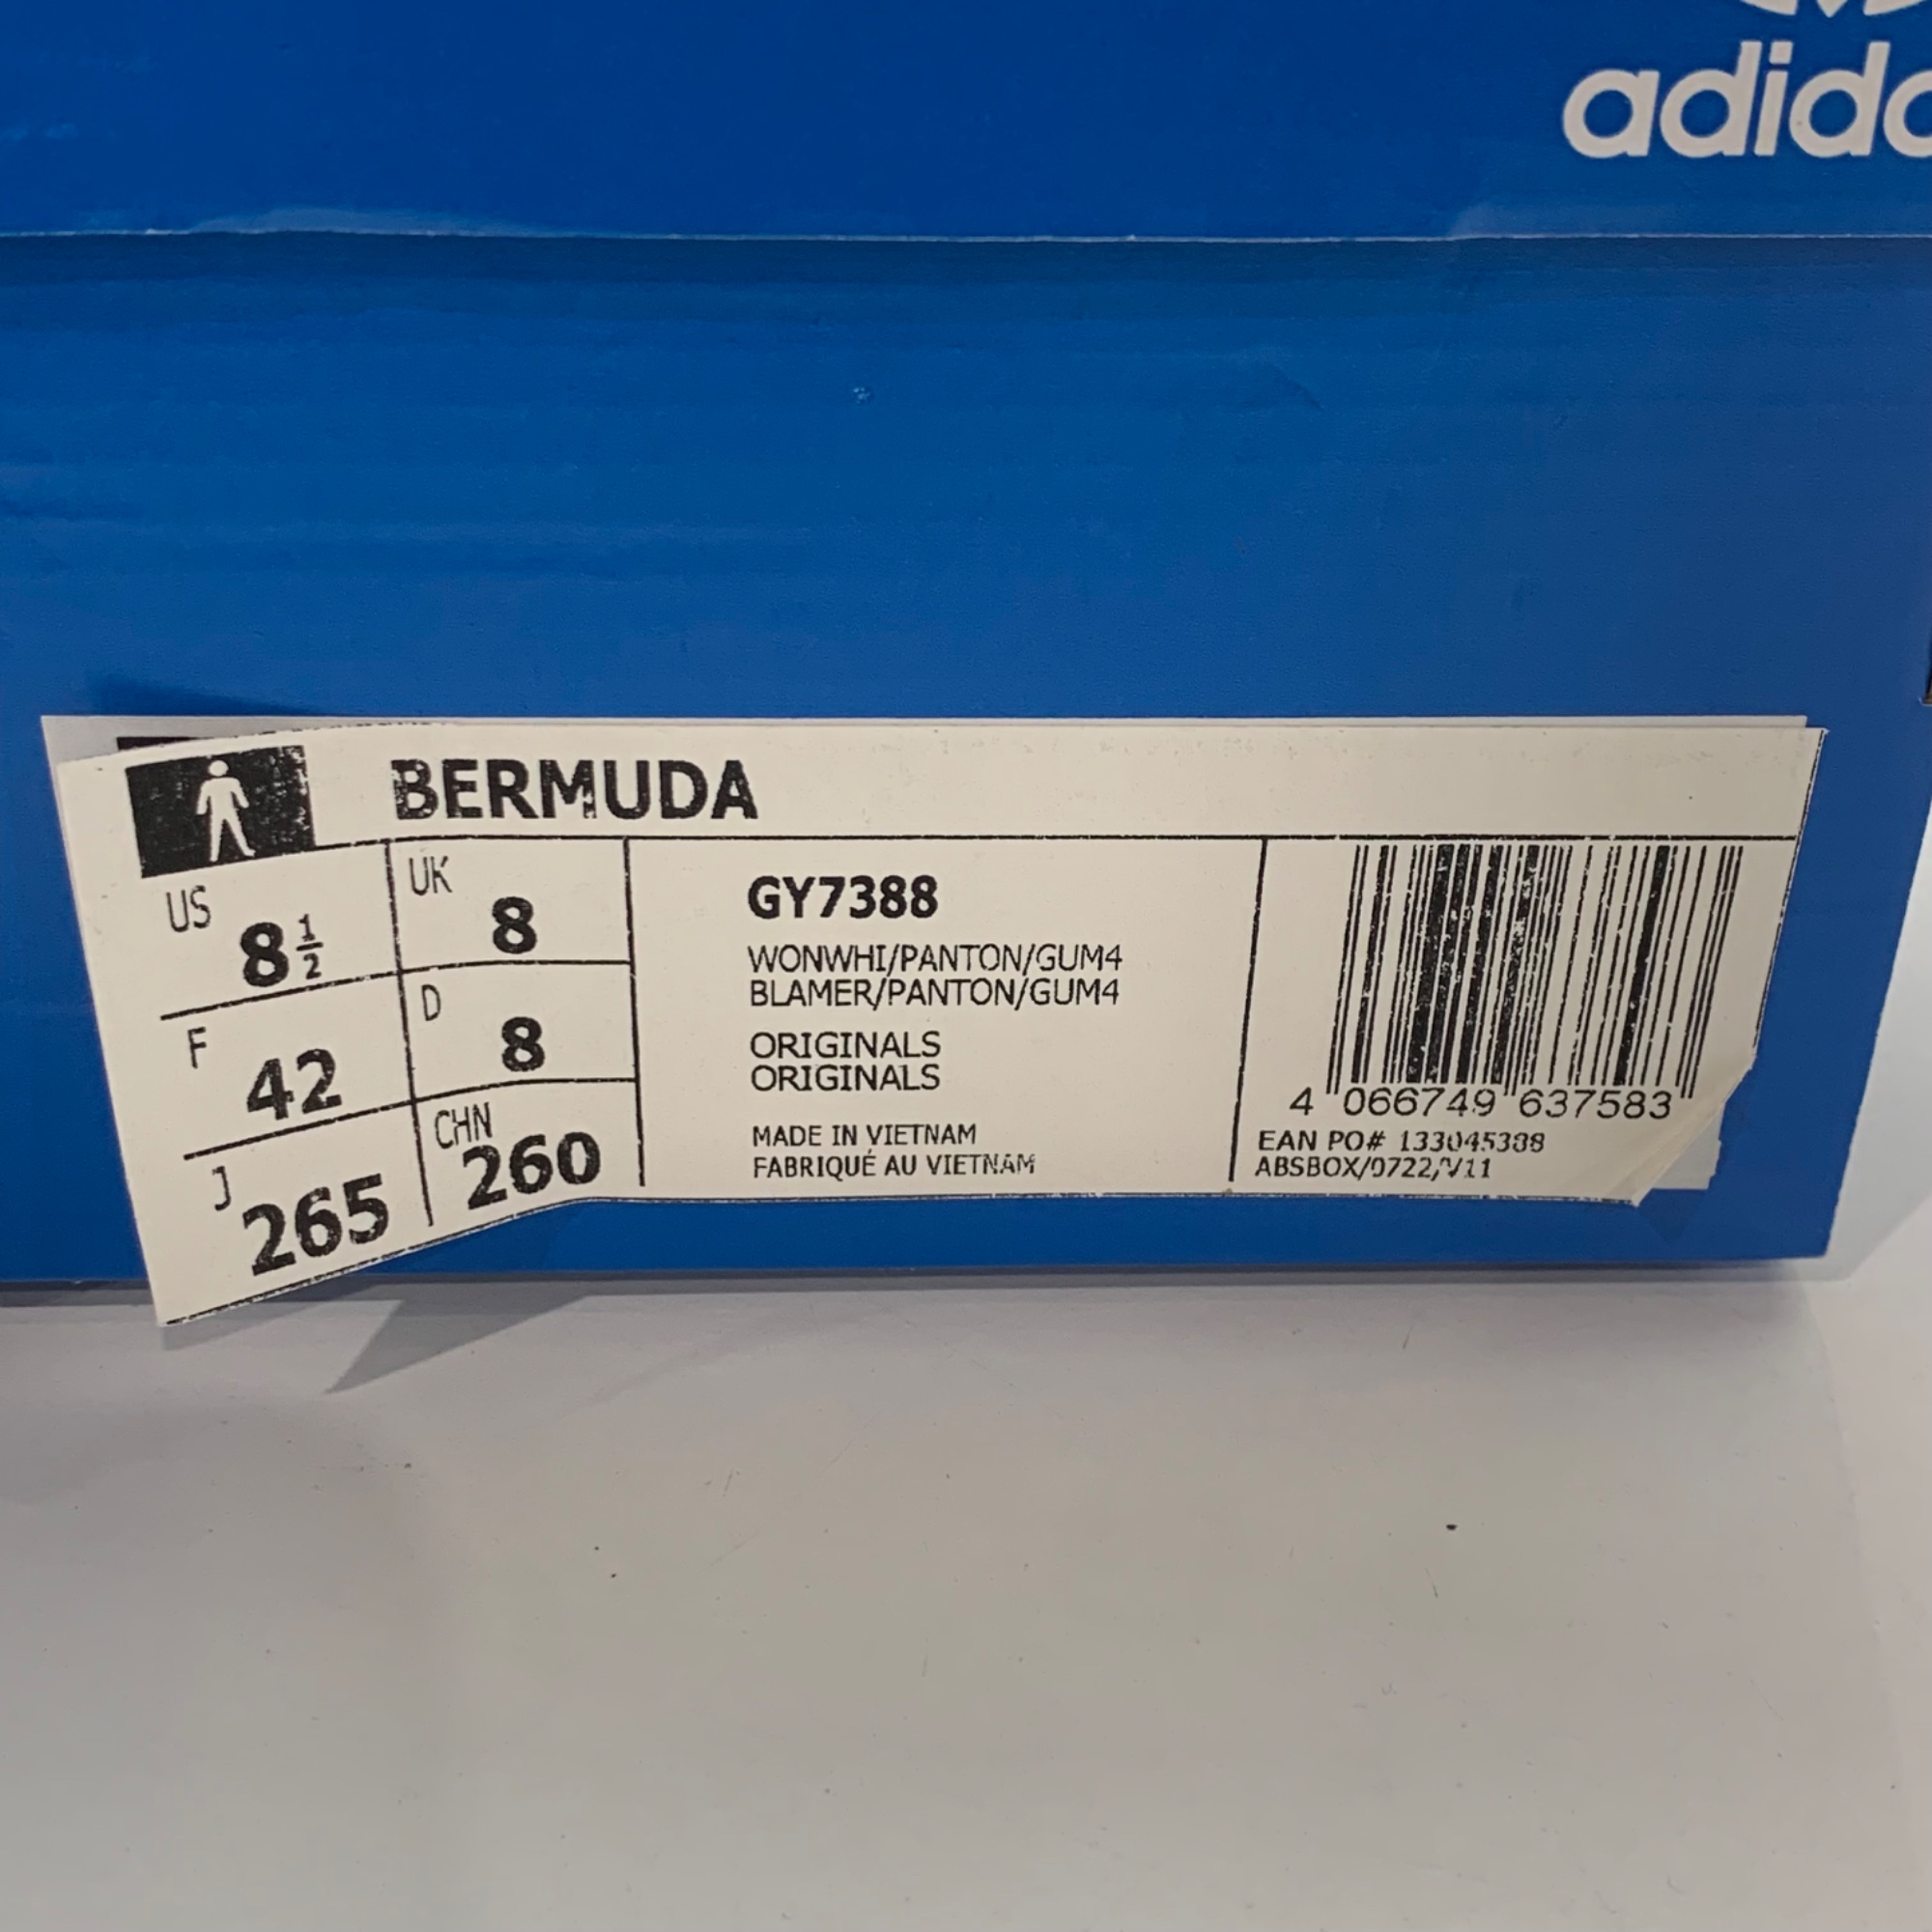 adida
BERMUDA
US
8 1/2
UK
8
F
42
D
8
J
265
CHN
260
GY7388
WONWHI/PANTON/GUM4
BLAMER/PANTON/GUM4
ORIGINALS
ORIGINALS
MADE IN VIETNAM
FABRIQUÉ AU VIETNAM
4 066749 637583
EAN PO# 133045388
ABSBOX/0722/V11